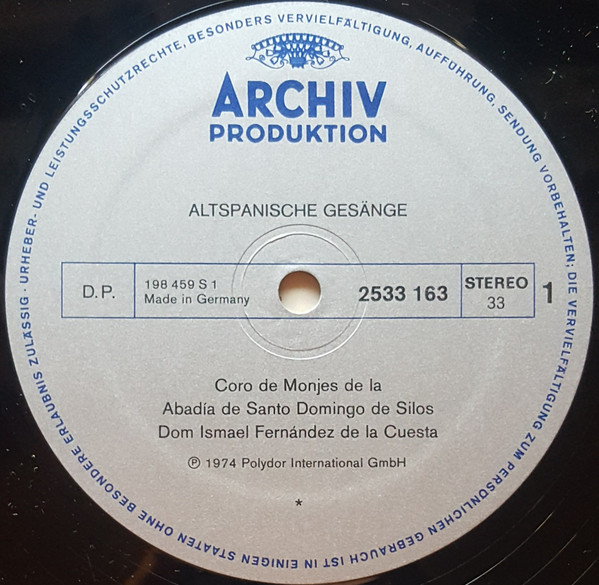 ARCHIV
PRODUKTION
ALTSPANISCHE GESÄNGE
D.P.
198 459 S 1
Made in Germany
2533 163
STEREO
33
1
Coro de Monjes de la
Abadía de Santo Domingo de Silos
Dom Ismael Fernández de la Cuesta
Ⓟ 1974 Polydor International GmbH
*
URHEBER- UND LEISTUNGSSCHUTZRECHTE, BESONDERS VERVIELFÄLTIGUNG, AUFFÜHRUNG, SENDUNG VORBEHALTEN; DIE VERVIELFÄLTIGUNG ZUM PERSÖNLICHEN GEBRAUCH IST IN EINIGEN STAATEN OHNE BESONDERE ERLAUBNIS ZULÄSSIG ·